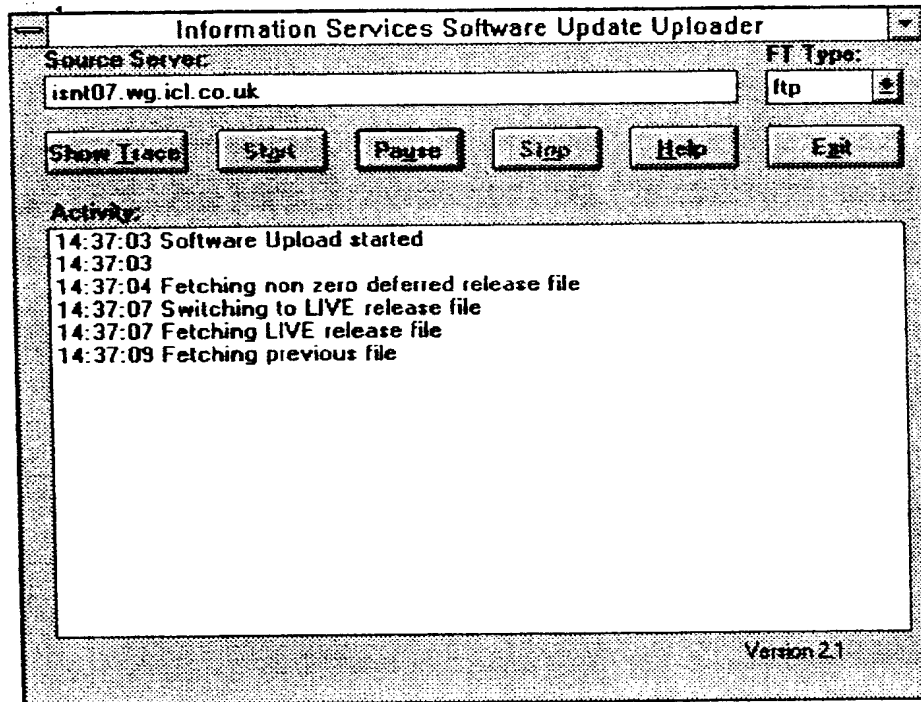 Information Services Software Update Uploader
Source Server: FT Type:
isnt07.wg.icl.co.uk ftp
Show Trace Start Pause Stop Help Exit
Activity:
14:37:03 Software Upload started
14:37:03
14:37:04 Fetching non zero deferred release file
14:37:07 Switching to LIVE release file
14:37:07 Fetching LIVE release file
14:37:09 Fetching previous file
Version 2.1